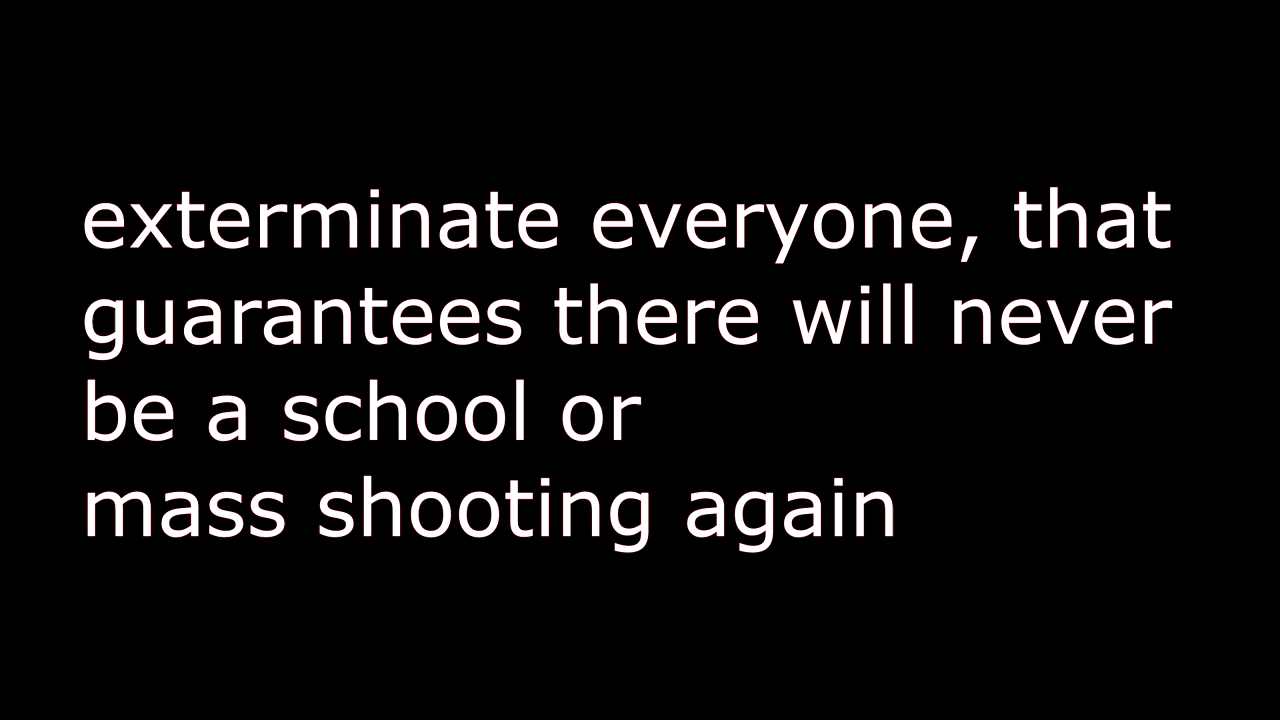 exterminate everyone, that
guarantees there will never
be a school or
mass shooting again